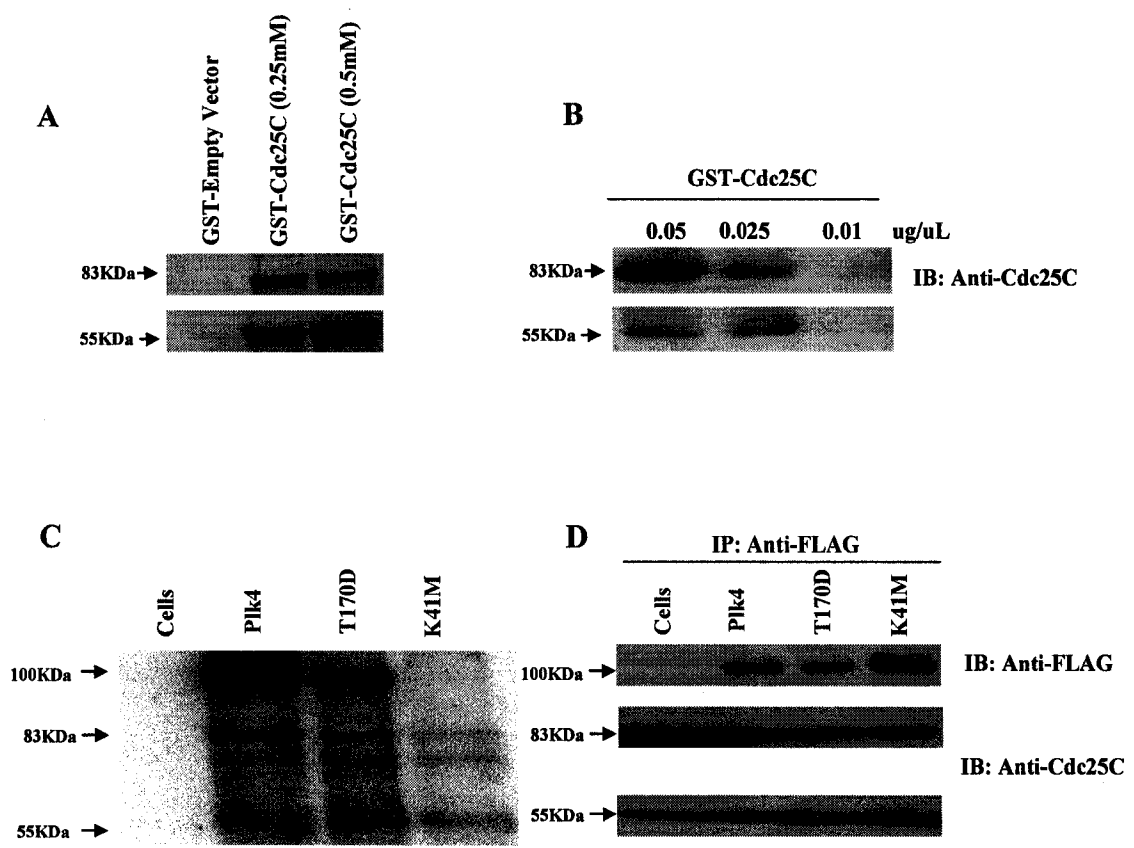 A
GST-Empty Vector
GST-Cdc25C (0.25mM)
GST-Cdc25C (0.5mM)
83KDa
55KDa
B
GST-Cdc25C
0.05 0.025 0.01 ug/uL
83KDa
IB: Anti-Cdc25C
55KDa
C
Cells
Plk4
T170D
K41M
100KDa
83KDa
55KDa
D
IP: Anti-FLAG
Cells
Plk4
T170D
K41M
100KDa
IB: Anti-FLAG
83KDa
IB: Anti-Cdc25C
55KDa